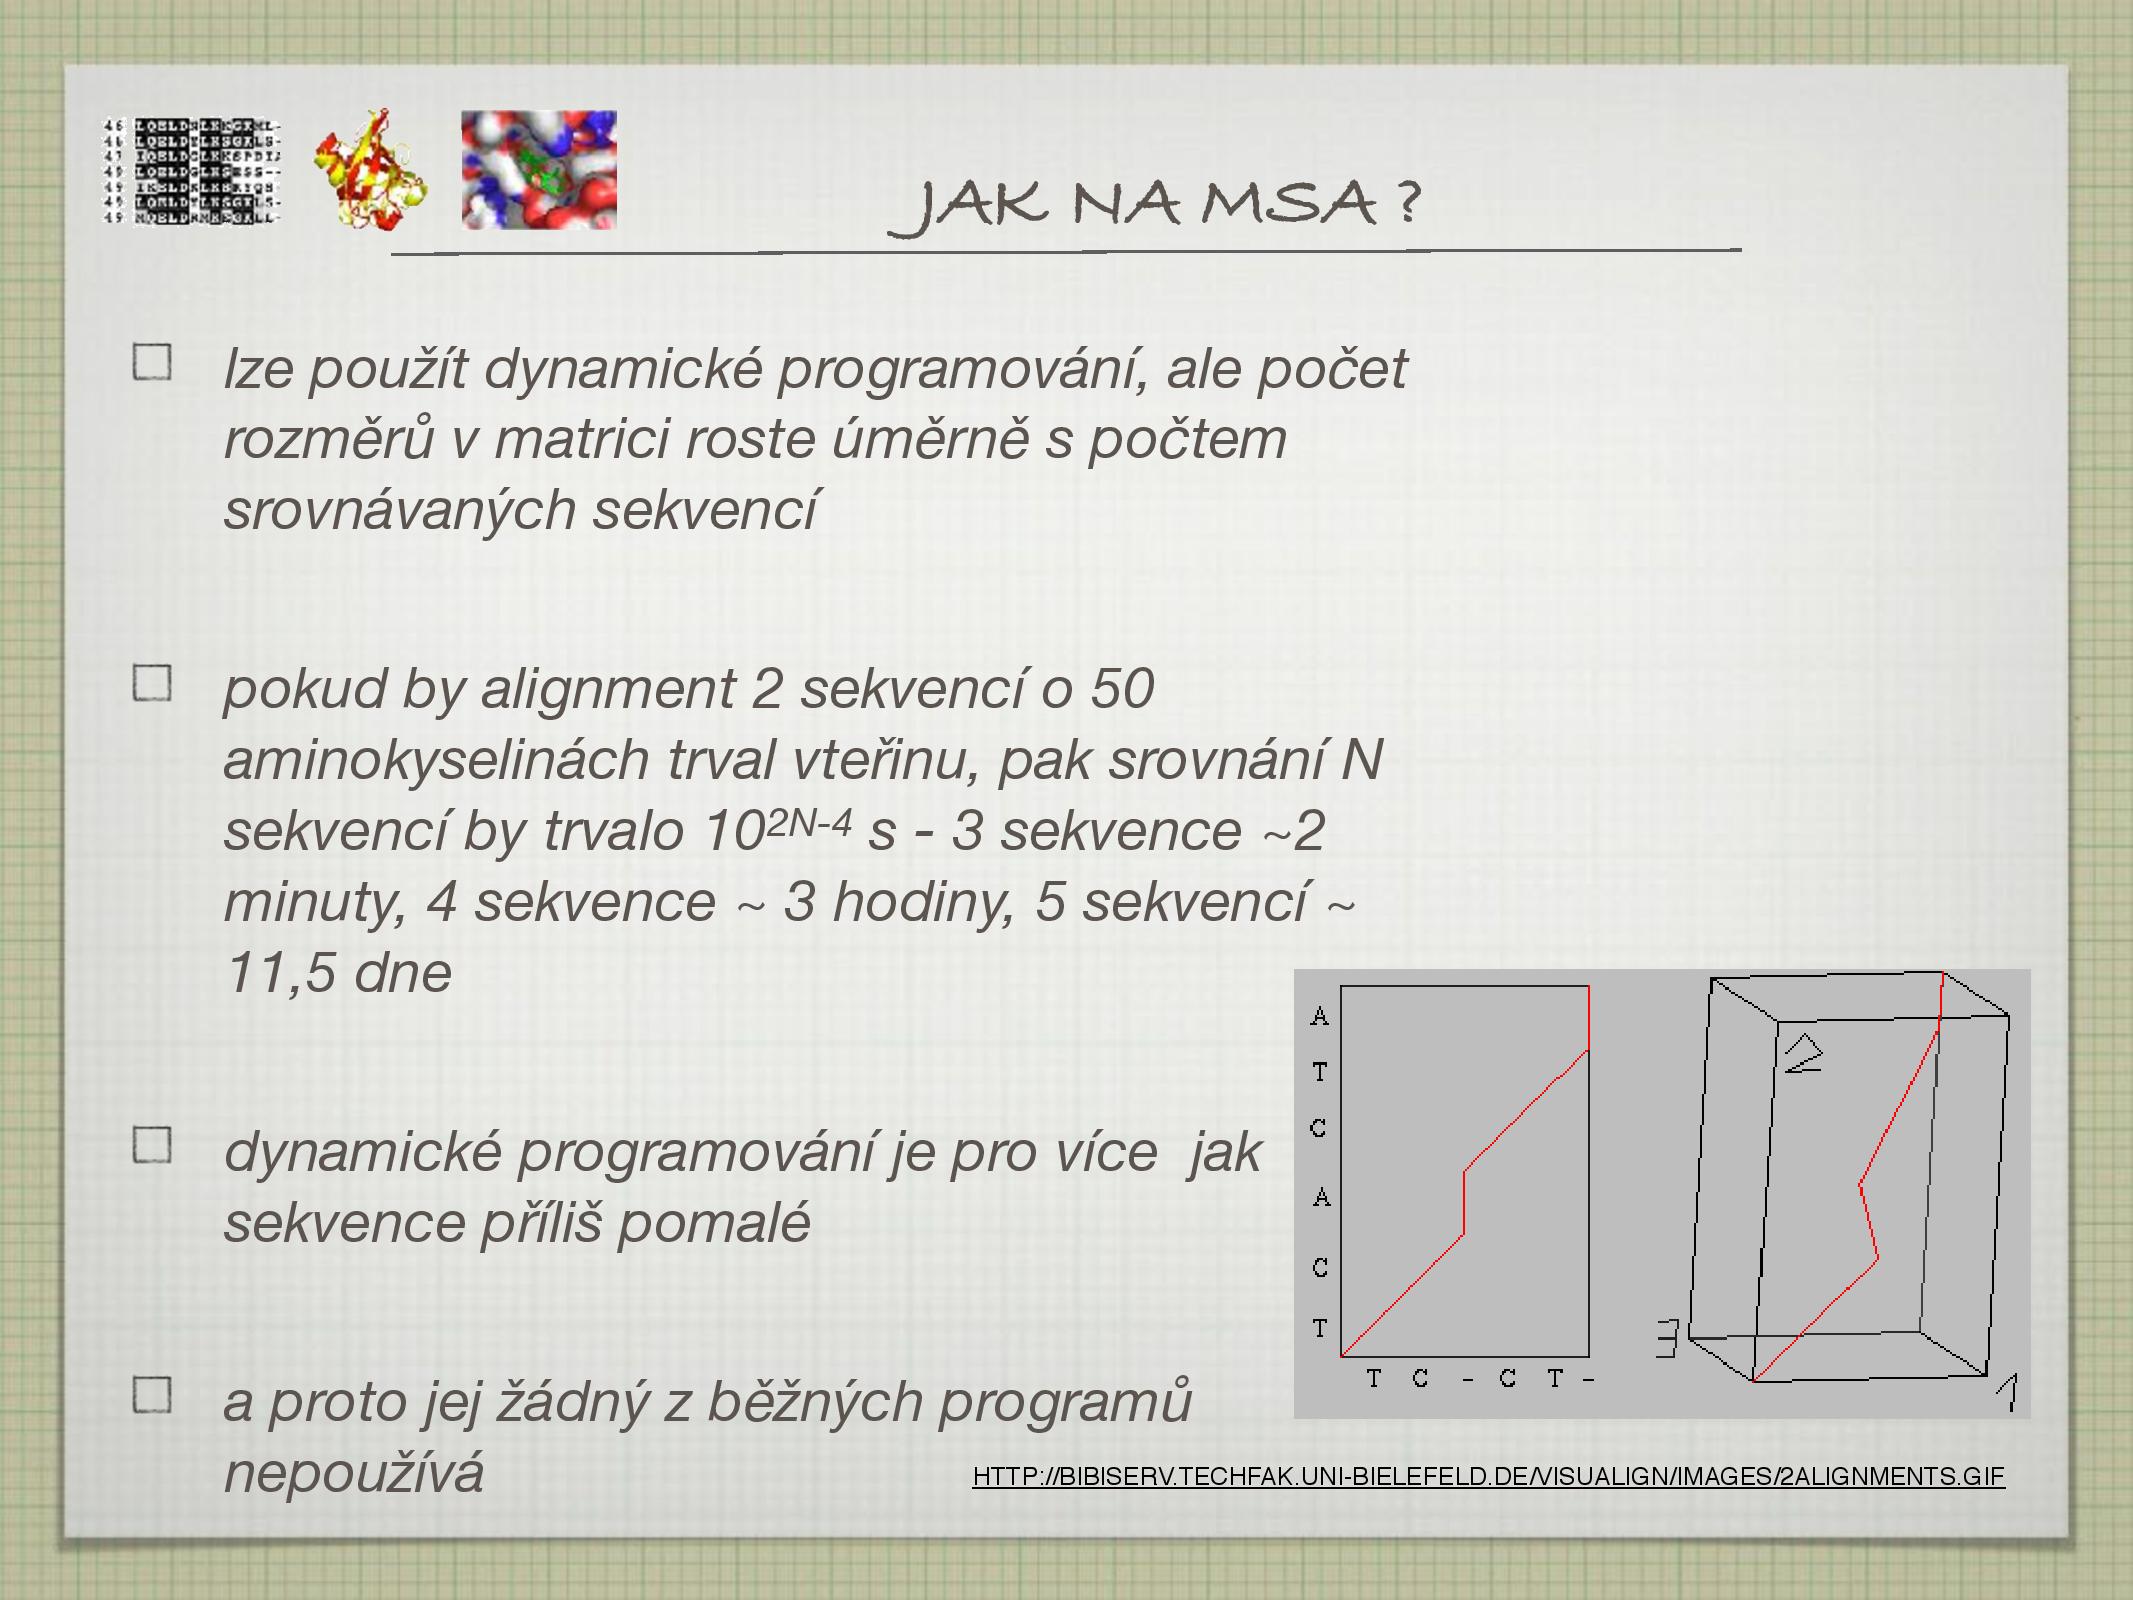 JAK NA MSA ?
lze použít dynamické programování, ale počet
rozměrů v matrici roste úměrně s počtem
srovnávaných sekvencí
pokud by alignment 2 sekvencí o 50
aminokyselinách trval vteřinu, pak srovnání N
sekvencí by trvalo 10^2N-4 s - 3 sekvence ~2
minuty, 4 sekvence ~ 3 hodiny, 5 sekvencí ~
11,5 dne
dynamické programování je pro více jak
sekvence příliš pomalé
a proto jej žádný z běžných programů
nepoužívá
A
T
C
A
C
T
T C - C T -
HTTP://BIBISERV.TECHFAK.UNI-BIELEFELD.DE/VISUALIGN/IMAGES/2ALIGNMENTS.GIF